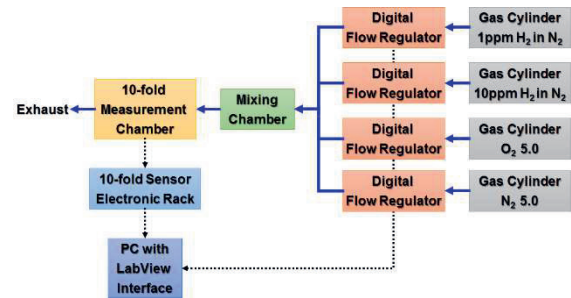 Digital
Flow Regulator
Gas Cylinder
1ppm H₂ in N₂
Digital
Flow Regulator
Gas Cylinder
10ppm H₂ in N₂
Exhaust
10-fold
Measurement
Chamber
Mixing
Chamber
Digital
Flow Regulator
Gas Cylinder
O₂ 5.0
10-fold Sensor
Electronic Rack
Digital
Flow Regulator
Gas Cylinder
N₂ 5.0
PC with
LabView
Interface